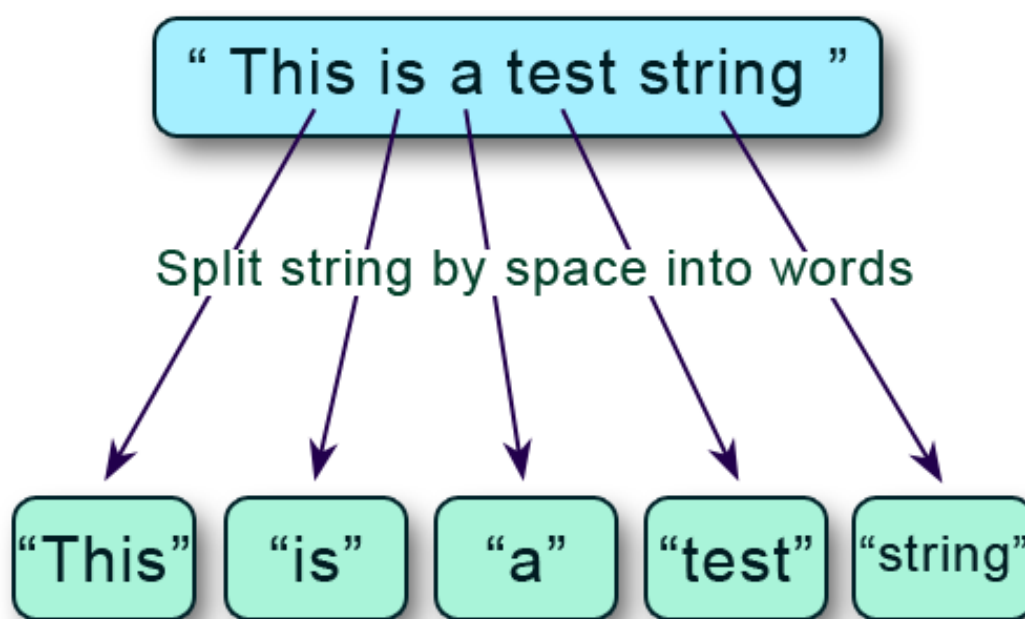 “ This is a test string ”
Split string by space into words
“This” “is” “a” “test” “string”